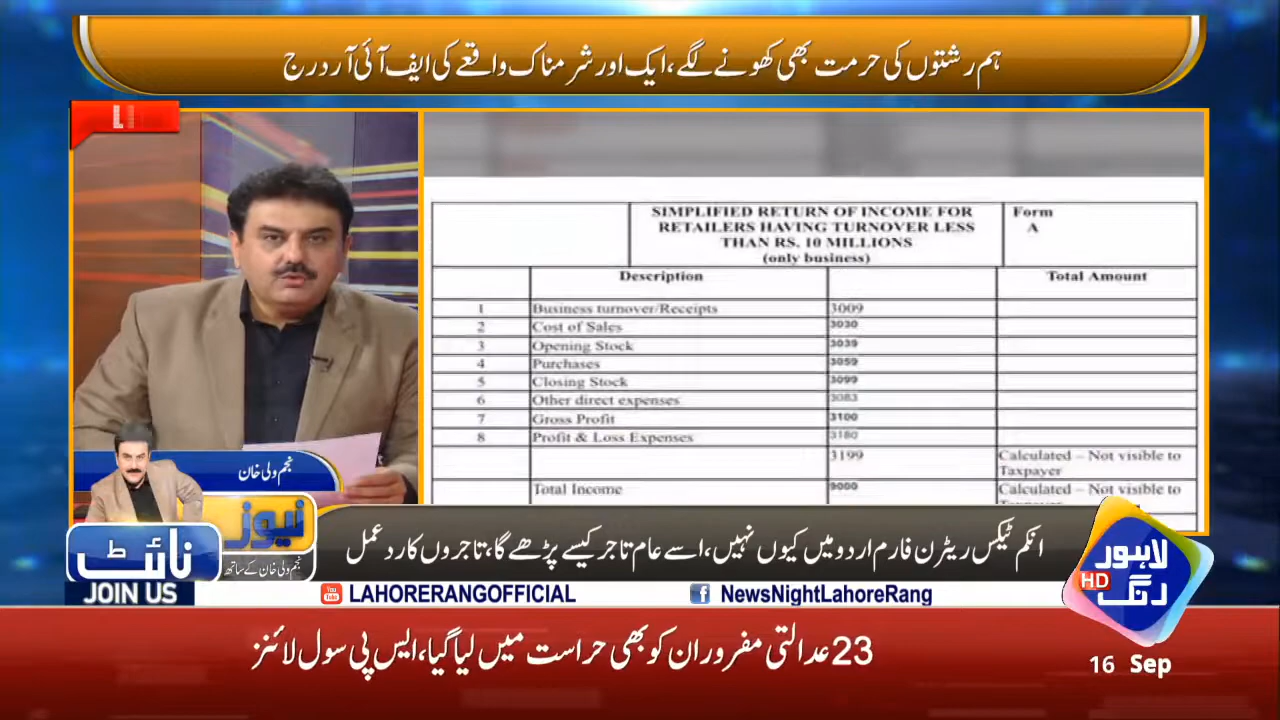 ہم رشتوں کی حرمت بھی کھونے لگے، ایک اور شرمناک واقعے کی ایف آئی آر درج
LI
SIMPLIFIED RETURN OF INCOME FOR RETAILERS HAVING TURNOVER LESS THAN RS. 10 MILLIONS
(only business)
Form A
Description Total Amount
1 Business turnover/Receipts 3009
2 Cost of Sales 3030
3 Opening Stock 3039
4 Purchases 3059
5 Closing Stock 3099
6 Other direct expenses 3083
7 Gross Profit 3100
8 Profit & Loss Expenses 3180
3199 Calculated – Not visible to Taxpayer
Total Income 9000 Calculated – Not visible to
نجم ولی خان
نیوز
نائٹ
نجم ولی خان کے ساتھ
انکم ٹیکس ریٹرن فارم اردو میں کیوں نہیں، اسے عام تاجر کیسے پڑھے گا، تاجروں کا ردعمل
لاہور
رنگ
HD
JOIN US
You Tube LAHORERANGOFFICIAL
f NewsNightLahoreRang
23 عدالتی مفروران کو بھی حراست میں لیا گیا، ایس پی سول لائنز
16 Sep